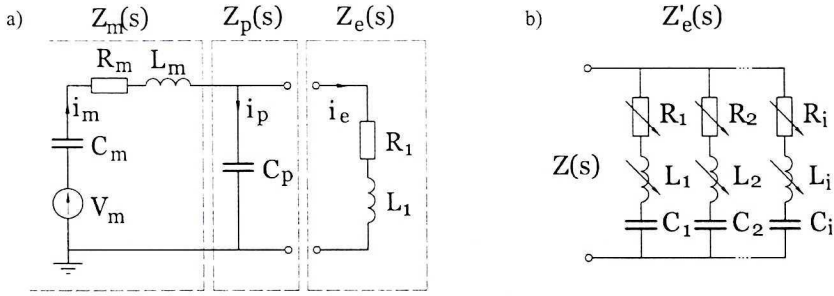 a) Zm(s) Zp(s) Ze(s)
Rm Lm
im ip ie
Cm Cp R1
Vm L1
b) Z'e(s)
R1 R2 Ri
Z(s) L1 L2 Li
C1 C2 Ci